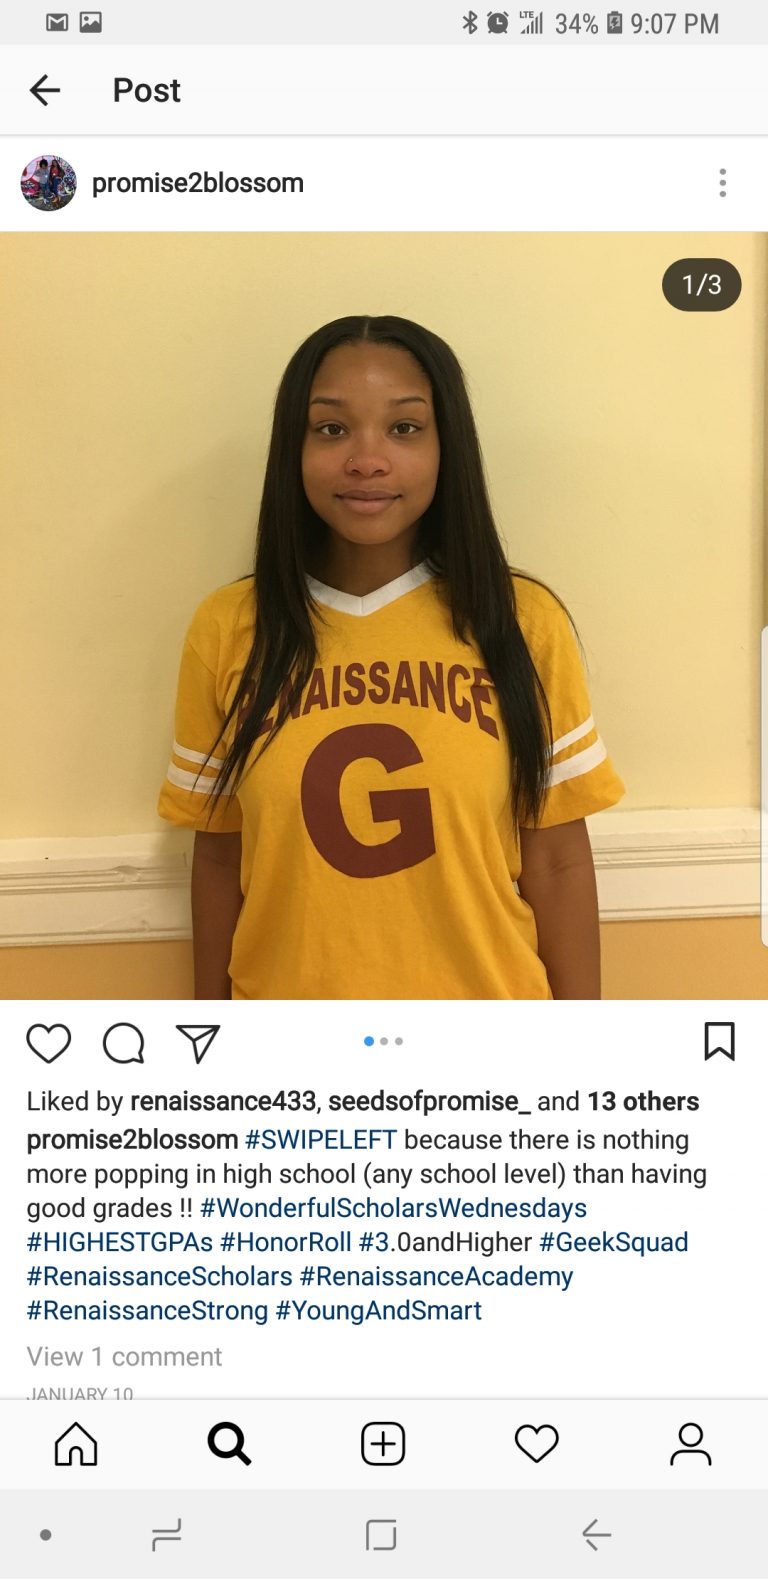 LTE 34% 9:07 PM
Post
promise2blossom
1/3
RENAISSANCE
G
Liked by renaissance433, seedsofpromise_ and 13 others
promise2blossom #SWIPELEFT because there is nothing
more popping in high school (any school level) than having
good grades !! #WonderfulScholarsWednesdays
#HIGHESTGPAs #HonorRoll #3.0andHigher #GeekSquad
#RenaissanceScholars #RenaissanceAcademy
#RenaissanceStrong #YoungAndSmart
View 1 comment
JANUARY 10